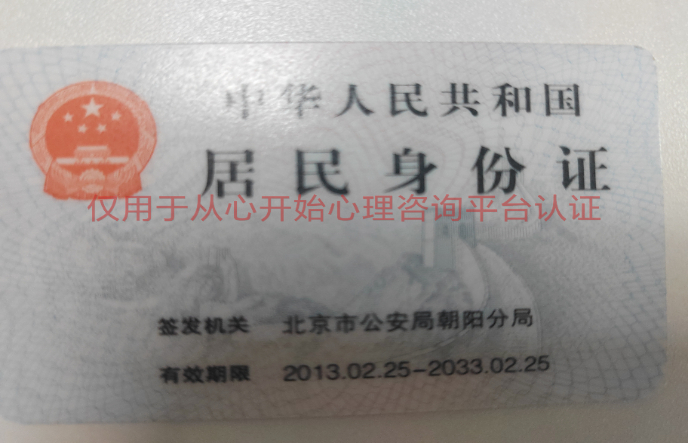 中华人民共和国
居民身份证
仅用于从心开始心理咨询平台认证
签发机关 北京市公安局朝阳分局
有效期限 2013.02.25-2033.02.25